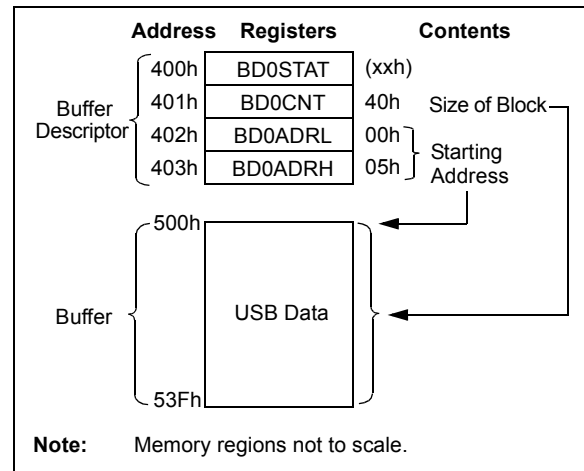 Address Registers Contents
400h BD0STAT (xxh)
401h BD0CNT 40h Size of Block
Buffer
Descriptor
402h BD0ADRL 00h
403h BD0ADRH 05h
Starting
Address
500h
Buffer USB Data
53Fh
Note: Memory regions not to scale.